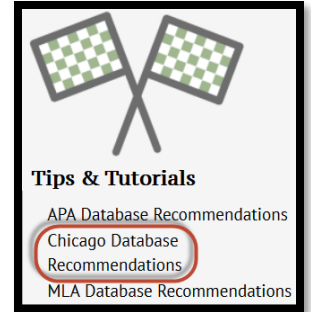 Tips & Tutorials
APA Database Recommendations
Chicago Database
Recommendations
MLA Database Recommendations